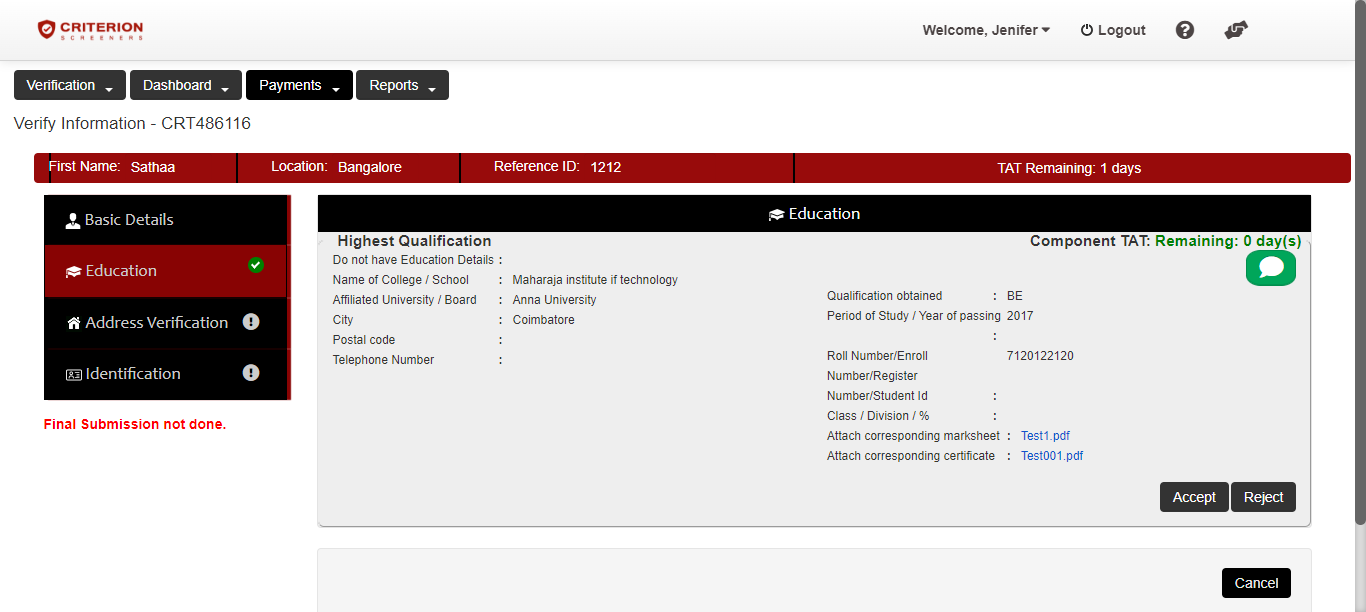 CRITERION
SCREENERS
Welcome, Jenifer
Logout
Verification
Dashboard
Payments
Reports
Verify Information - CRT486116
First Name: Sathaa
Location: Bangalore
Reference ID: 1212
TAT Remaining: 1 days
Basic Details
Education
Address Verification
Identification
Final Submission not done.
Education
Highest Qualification
Component TAT: Remaining: 0 day(s)
Do not have Education Details :
Name of College / School : Maharaja institute if technology
Affiliated University / Board : Anna University
City : Coimbatore
Postal code :
Telephone Number :
Qualification obtained : BE
Period of Study / Year of passing 2017
:
Roll Number/Enroll 7120122120
Number/Register
Number/Student Id :
Class / Division / % :
Attach corresponding marksheet : Test1.pdf
Attach corresponding certificate : Test001.pdf
Accept
Reject
Cancel